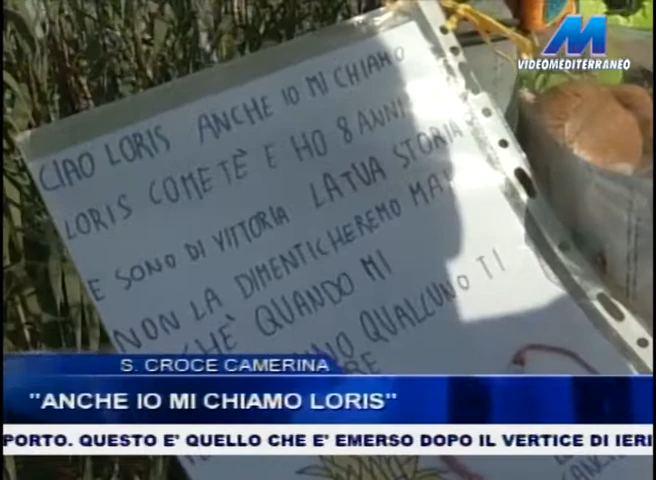 VIDEOMEDITERRANEO
CIAO LORIS ANCHE IO MI CHIAMO
LORIS COME TÈ E HO 8 ANNI
E SONO DI VITTORIA LA TUA STORIA
NON LA DIMENTICHEREMO MAI
QUANDO MI
QUALCUNO TI
S. CROCE CAMERINA
"ANCHE IO MI CHIAMO LORIS"
PORTO. QUESTO E' QUELLO CHE E' EMERSO DOPO IL VERTICE DI IERI